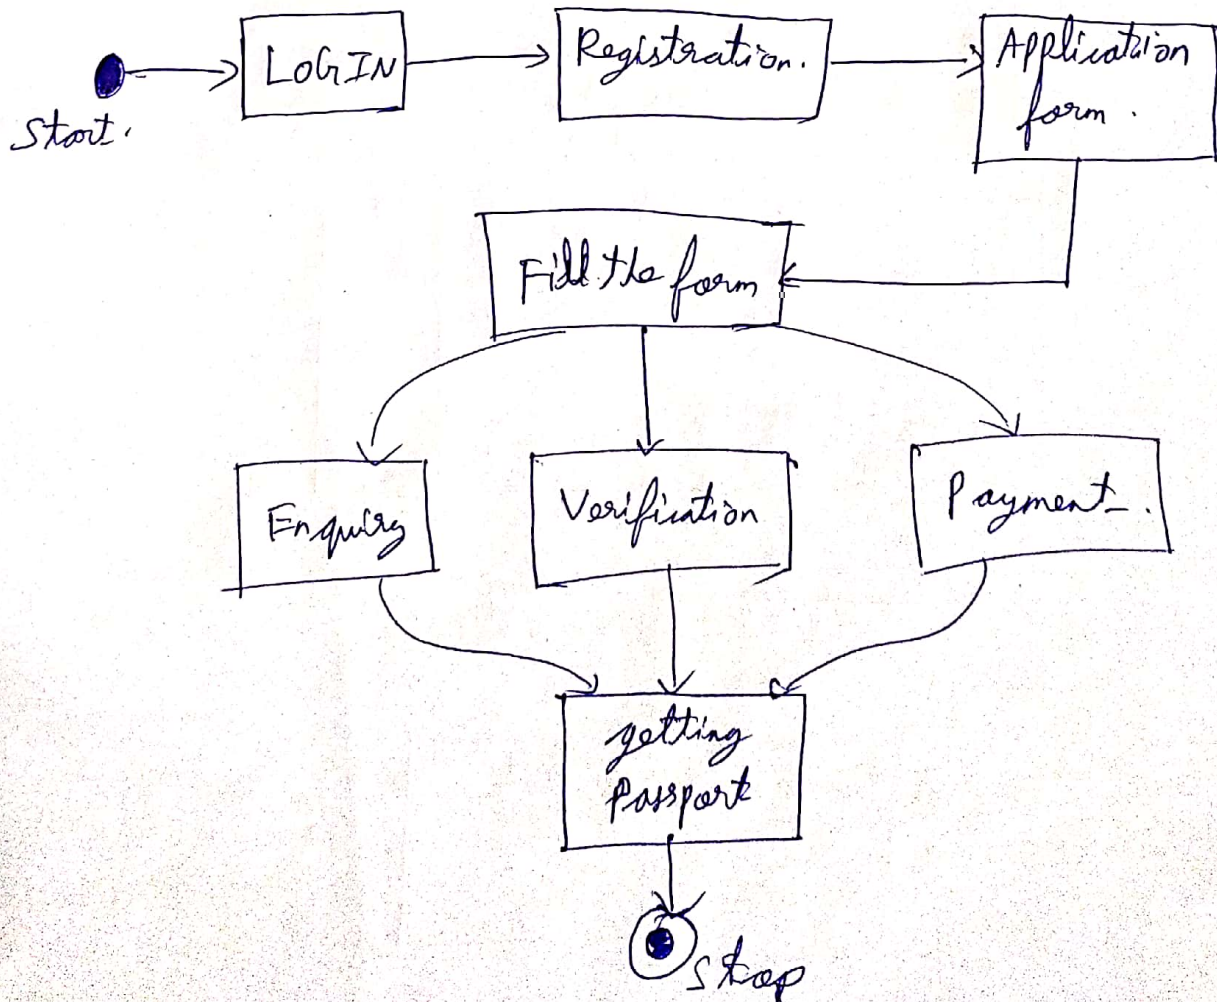 Start.
LOGIN
Registration.
Application
form.
Fill the form
Enquiry
Verification
Payment.
getting
Passport
Stop